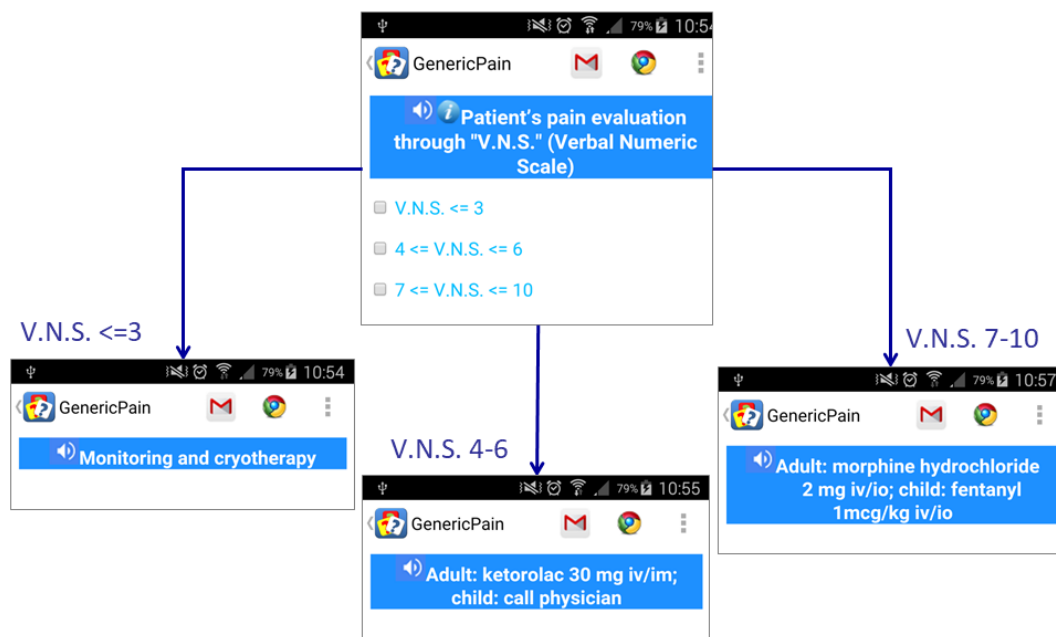 79% 10:54
GenericPain
Patient's pain evaluation
through "V.N.S." (Verbal Numeric
Scale)
V.N.S. <= 3
4 <= V.N.S. <= 6
7 <= V.N.S. <= 10
V.N.S. <=3
79% 10:54
GenericPain
Monitoring and cryotherapy
V.N.S. 4-6
79% 10:55
GenericPain
Adult: ketorolac 30 mg iv/im;
child: call physician
V.N.S. 7-10
79% 10:57
GenericPain
Adult: morphine hydrochloride
2 mg iv/io; child: fentanyl
1mcg/kg iv/io